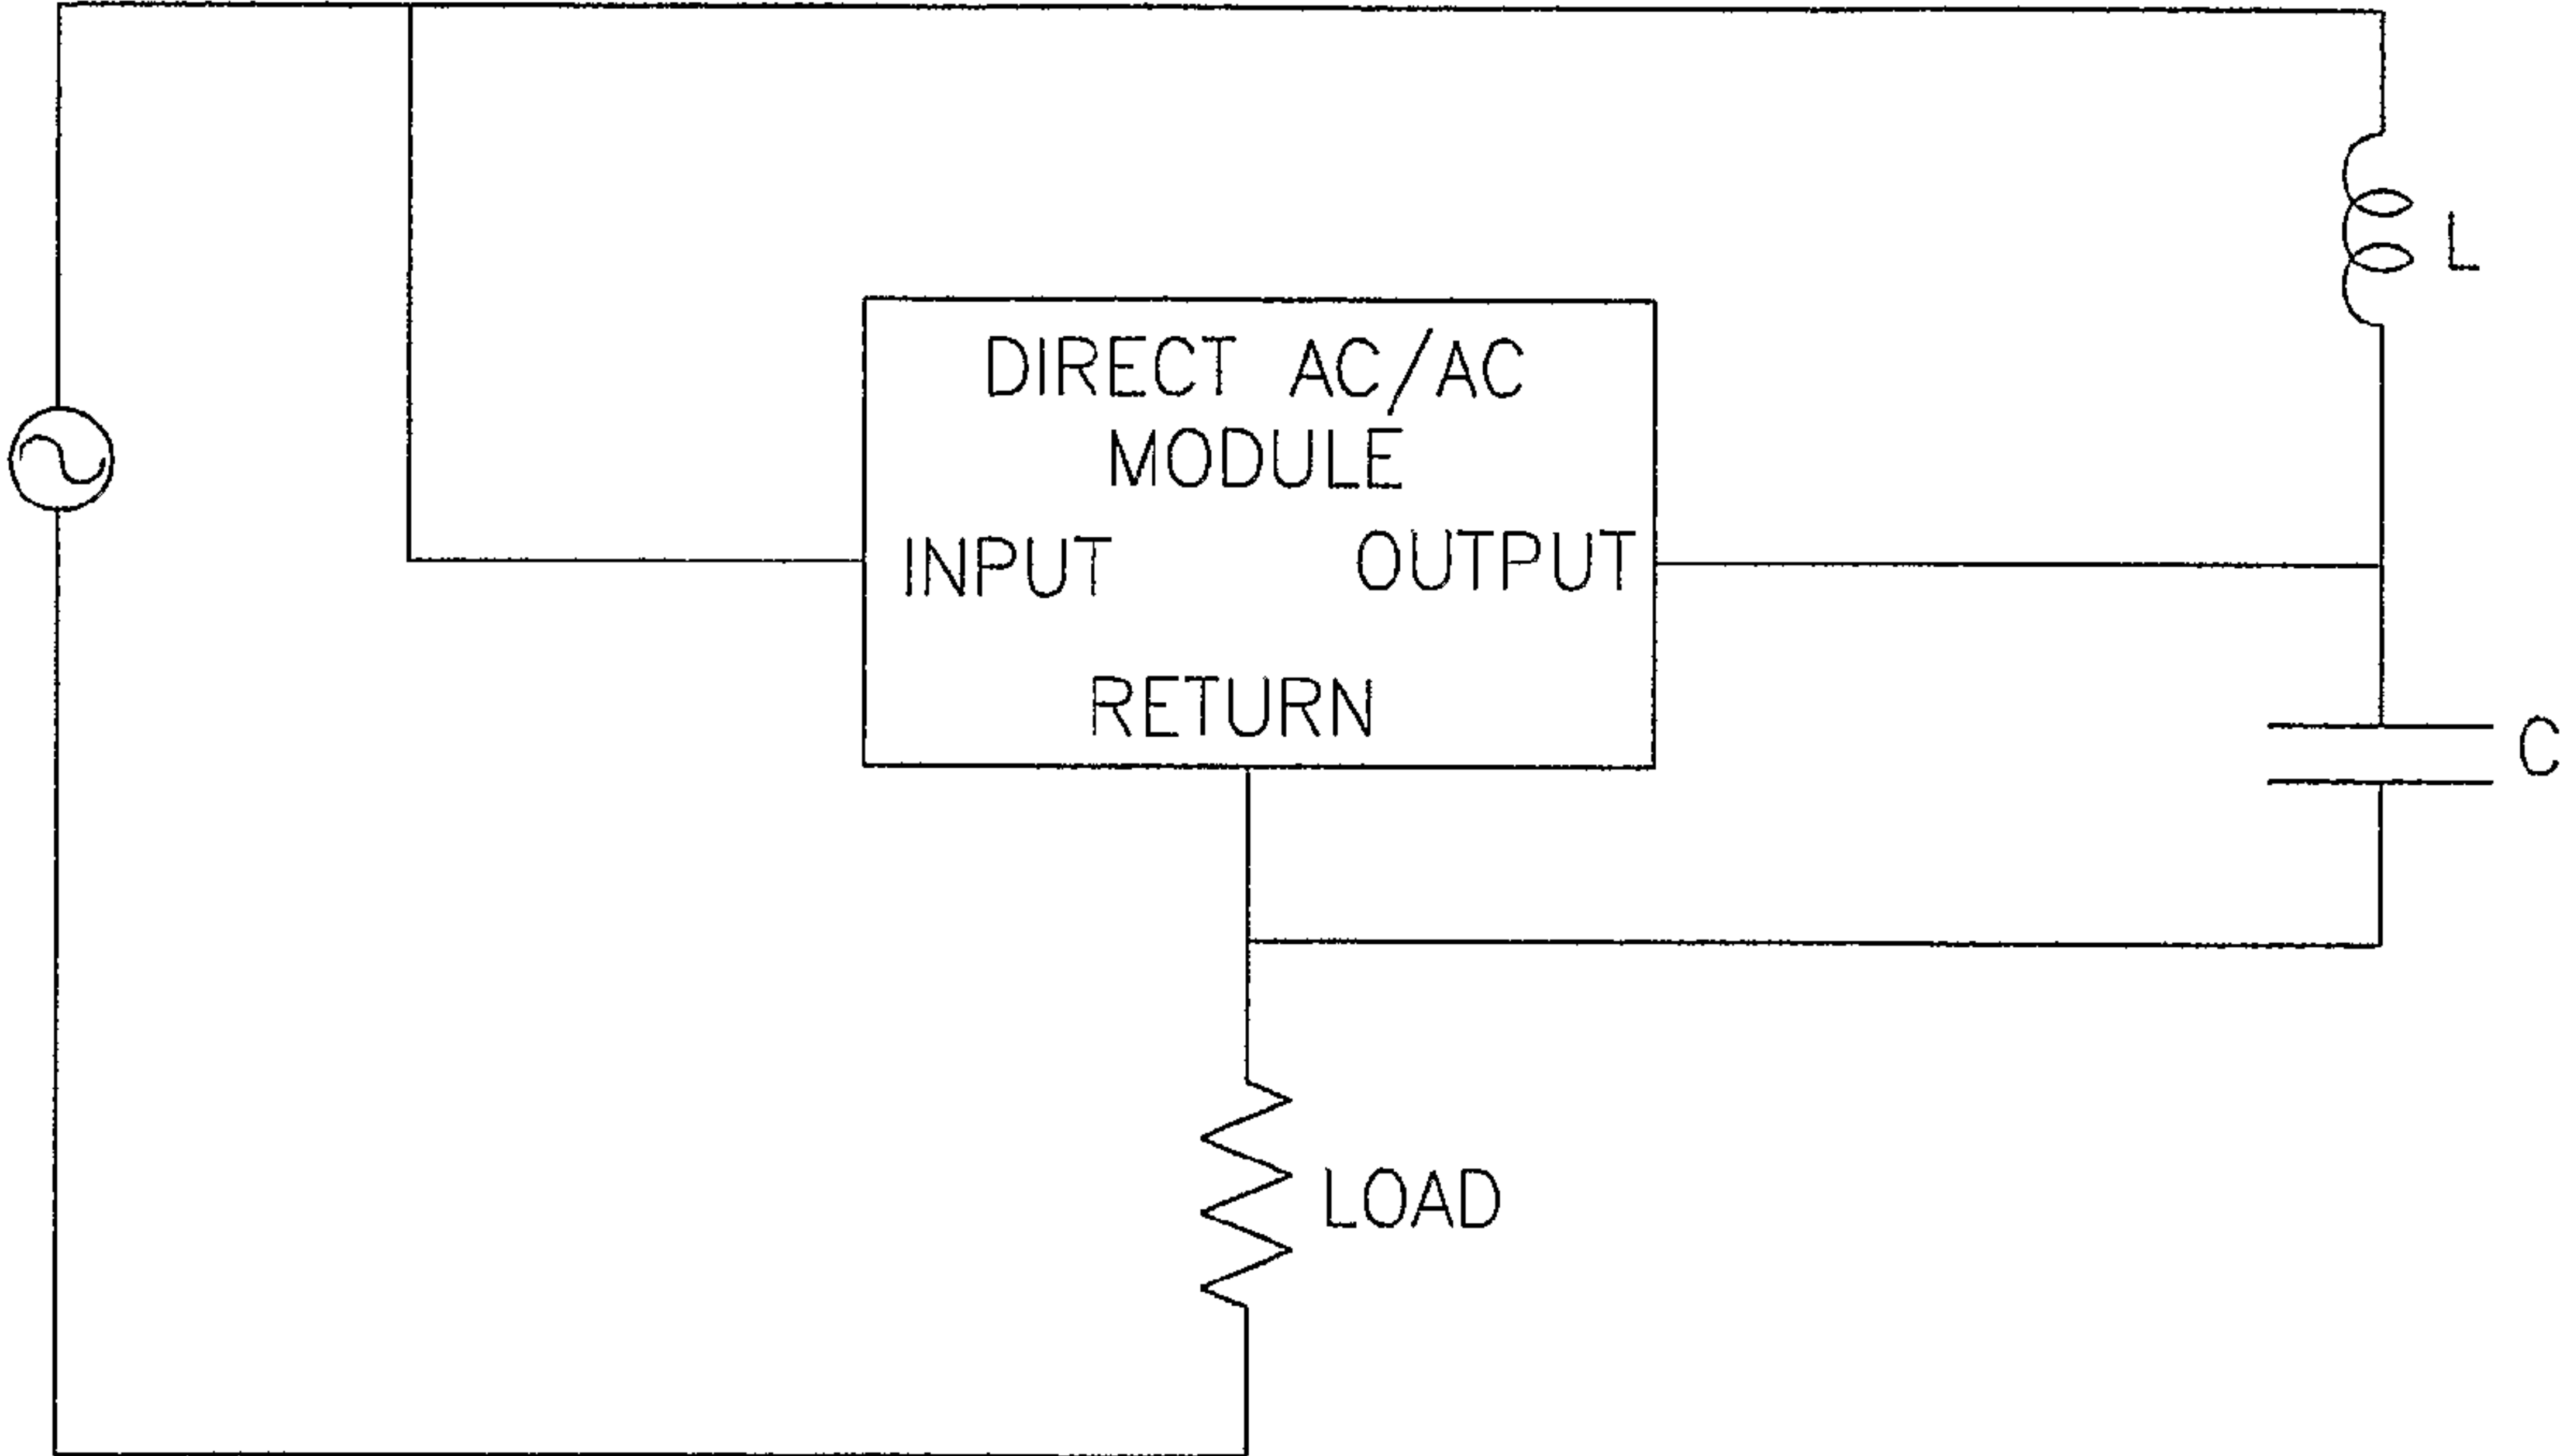 DIRECT AC/AC
MODULE
INPUT
OUTPUT
RETURN
L
C
LOAD